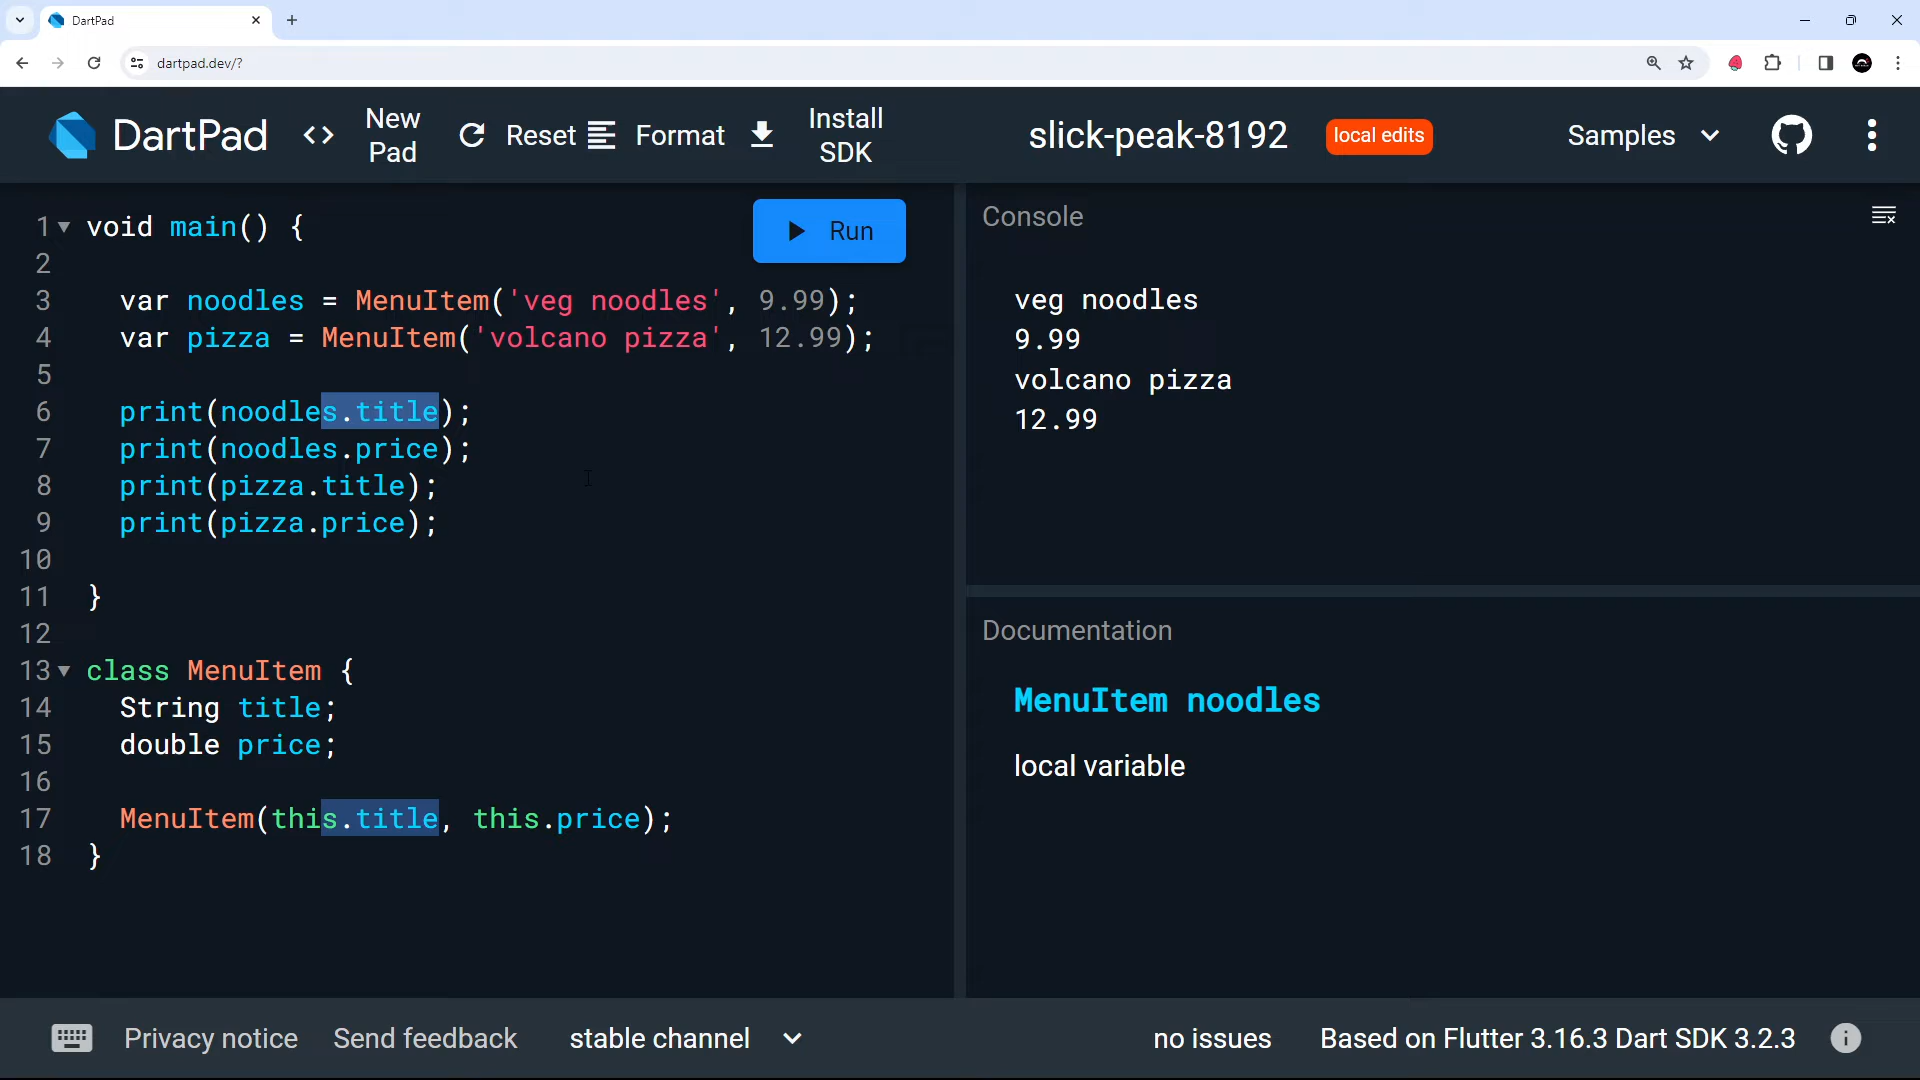 DartPad
dartpad.dev/?
DartPad
<>
New
Pad
Reset
Format
Install
SDK
slick-peak-8192
local edits
Samples
1 void main() {
2
3   var noodles = MenuItem('veg noodles', 9.99);
4   var pizza = MenuItem('volcano pizza', 12.99);
5
6   print(noodles.title);
7   print(noodles.price);
8   print(pizza.title);
9   print(pizza.price);
10
11 }
12
13 class MenuItem {
14   String title;
15   double price;
16
17   MenuItem(this.title, this.price);
18 }
Run
Console
veg noodles
9.99
volcano pizza
12.99
Documentation
MenuItem noodles
local variable
Privacy notice
Send feedback
stable channel
no issues
Based on Flutter 3.16.3 Dart SDK 3.2.3